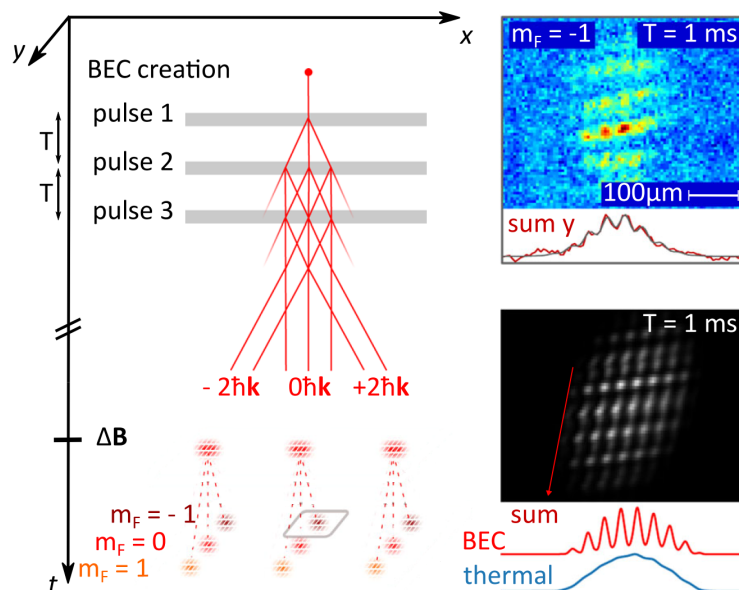 x
y
BEC creation
pulse 1
T
pulse 2
T
pulse 3
- 2ħk 0ħk +2ħk
ΔB
m_F = - 1
m_F = 0
m_F = 1
t
m_F = -1 T = 1 ms
100µm
sum y
T = 1 ms
sum
BEC
thermal